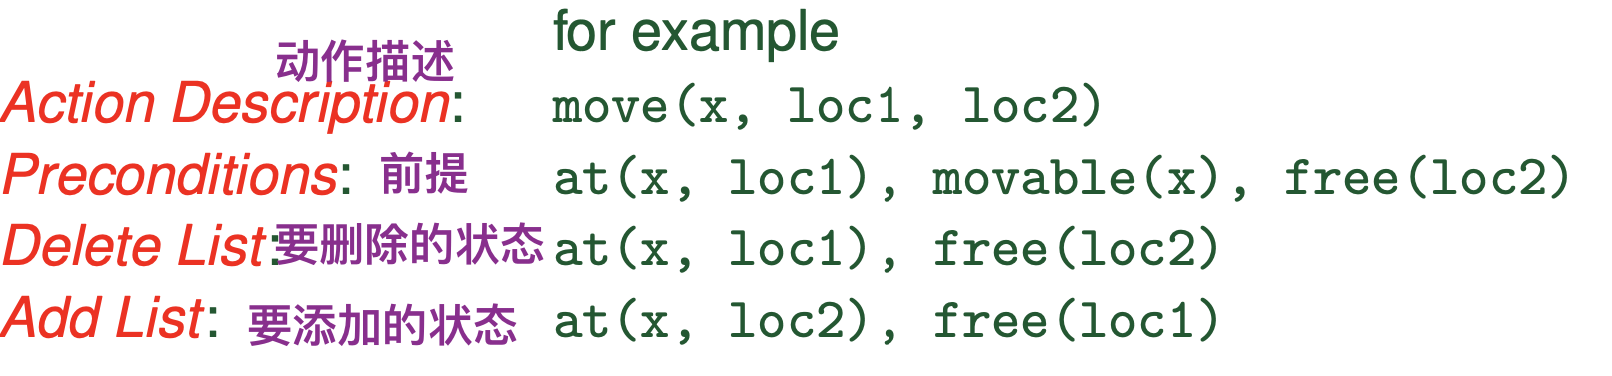 for example
动作描述
Action Description: move(x, loc1, loc2)
Preconditions: 前提 at(x, loc1), movable(x), free(loc2)
Delete List: 要删除的状态 at(x, loc1), free(loc2)
Add List: 要添加的状态 at(x, loc2), free(loc1)